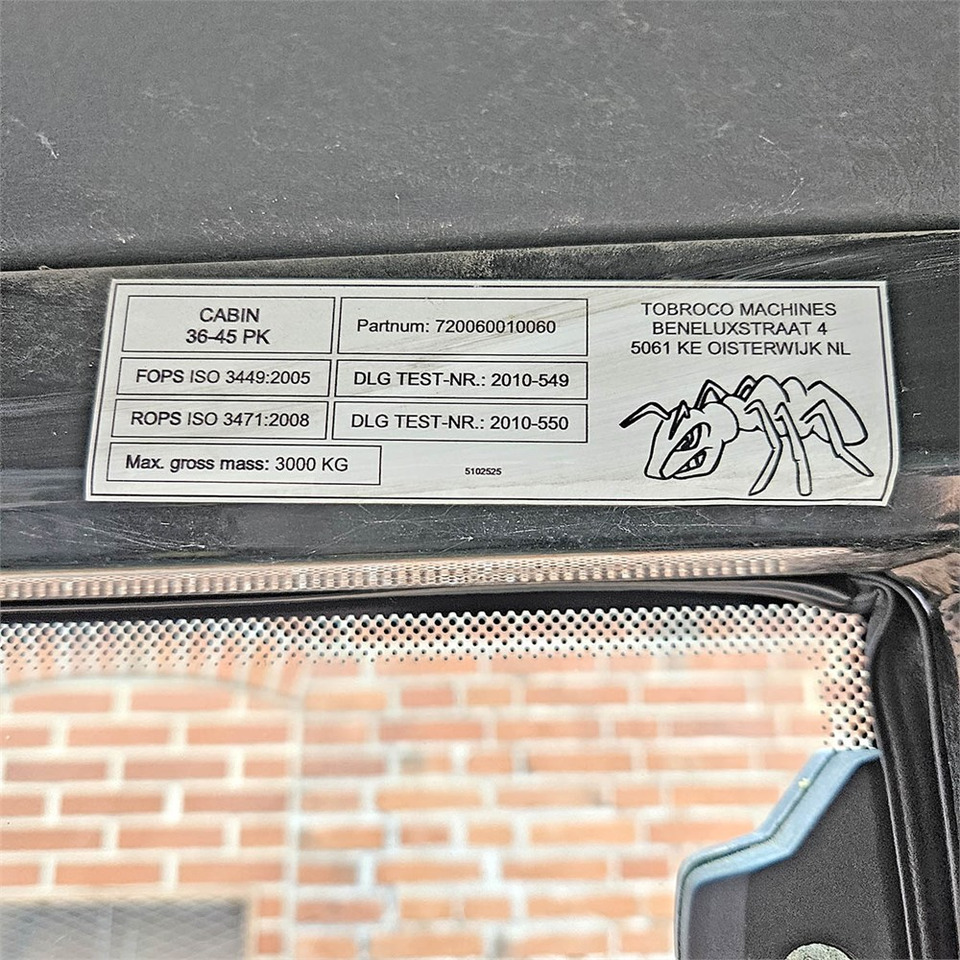 CABIN
36-45 PK
Partnum: 720060010060
FOPS ISO 3449:2005
DLG TEST-NR.: 2010-549
ROPS ISO 3471:2008
DLG TEST-NR.: 2010-550
Max. gross mass: 3000 KG
5102525
TOBROCO MACHINES
BENELUXSTRAAT 4
5061 KE OISTERWIJK NL